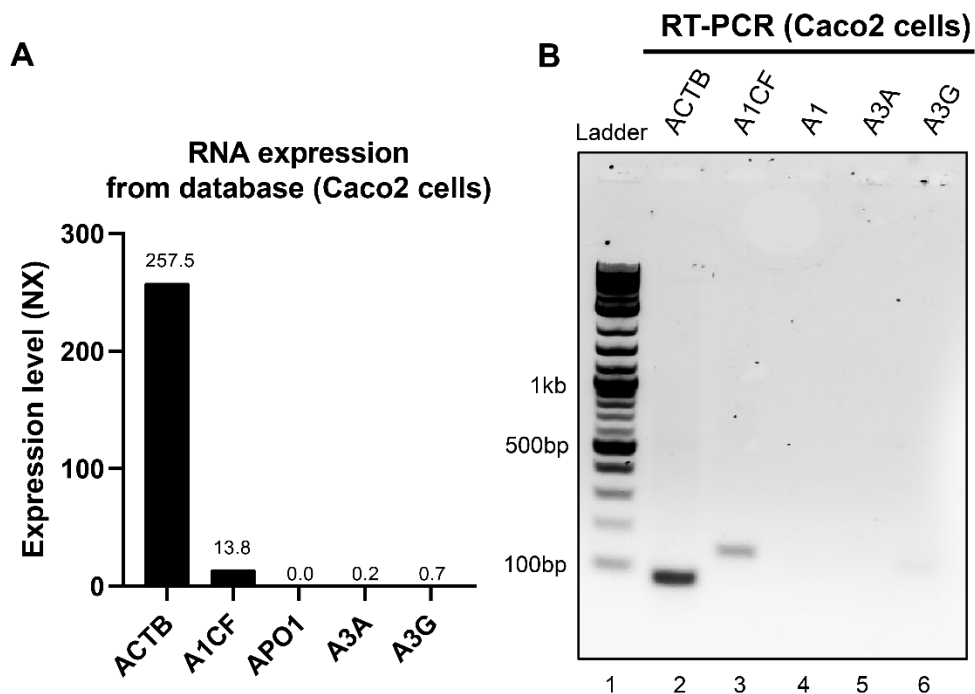 A
RNA expression
from database (Caco2 cells)
Expression level (NX)
300
200
100
0
257.5
13.8
0.0
0.2
0.7
ACTB
A1CF
APO1
A3A
A3G
B
RT-PCR (Caco2 cells)
Ladder
ACTB
A1CF
A1
A3A
A3G
1kb
500bp
100bp
1 2 3 4 5 6